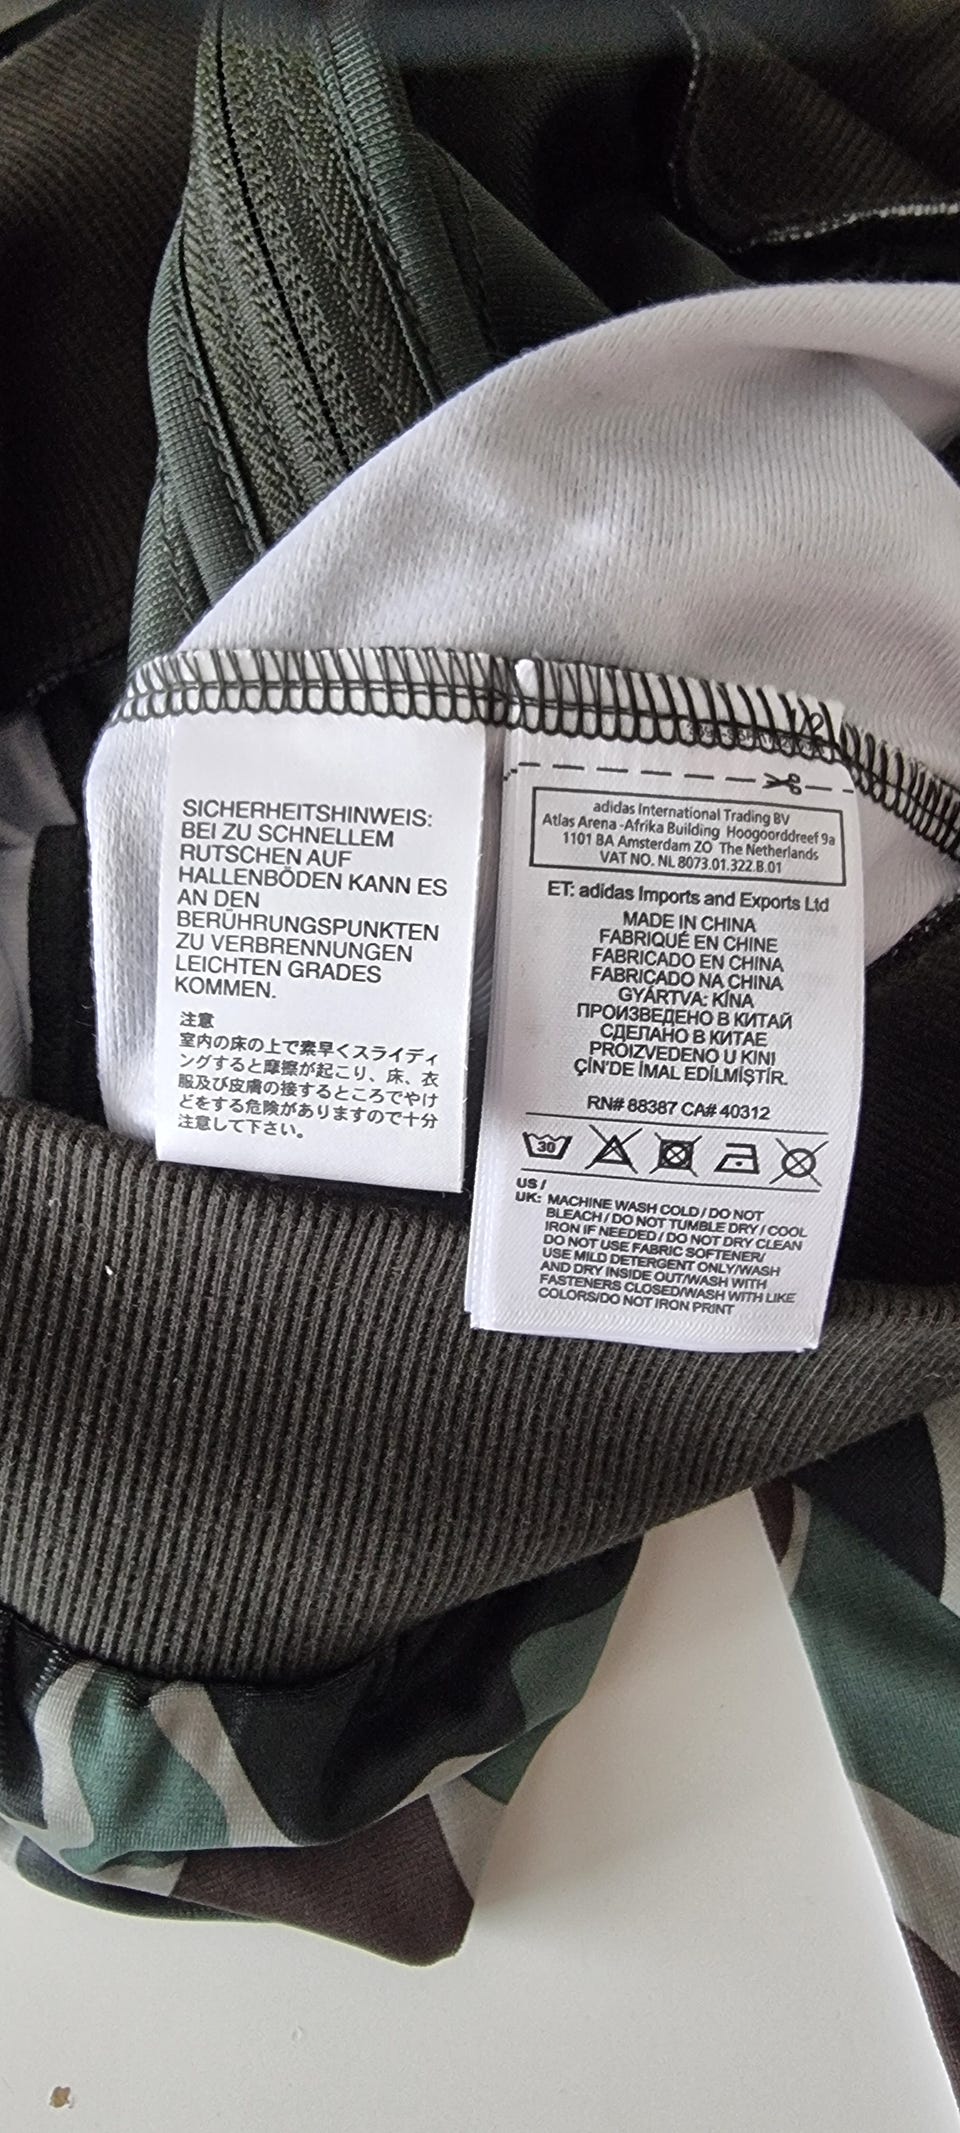 SICHERHEITSHINWEIS:
BEI ZU SCHNELLEM
RUTSCHEN AUF
HALLENBÖDEN KANN ES
AN DEN
BERÜHRUNGSPUNKTEN
ZU VERBRENNUNGEN
LEICHTEN GRADES
KOMMEN.
注意
室内の床の上で素早くスライディ
ングすると摩擦が起こり、床、衣
服及び皮膚の接するところでやけ
どをする危険がありますので十分
注意して下さい。
adidas International Trading BV
Atlas Arena -Afrika Building Hoogoorddreef 9a
1101 BA Amsterdam ZO The Netherlands
VAT NO. NL 8073.01.322.B.01
ET: adidas Imports and Exports Ltd
MADE IN CHINA
FABRIQUÉ EN CHINE
FABRICADO EN CHINA
FABRICADO NA CHINA
GYÁRTVA: KÍNA
ПРОИЗВЕДЕНО В КИТАЙ
СДЕЛАНО В КИТАЕ
PROIZVEDENO U KINI
ÇİN'DE İMAL EDİLMİŞTİR.
RN# 88387 CA# 40312
30
US /
UK: MACHINE WASH COLD / DO NOT
BLEACH / DO NOT TUMBLE DRY / COOL
IRON IF NEEDED / DO NOT DRY CLEAN
DO NOT USE FABRIC SOFTENER/
USE MILD DETERGENT ONLY/WASH
AND DRY INSIDE OUT/WASH WITH
FASTENERS CLOSED/WASH WITH LIKE
COLORS/DO NOT IRON PRINT